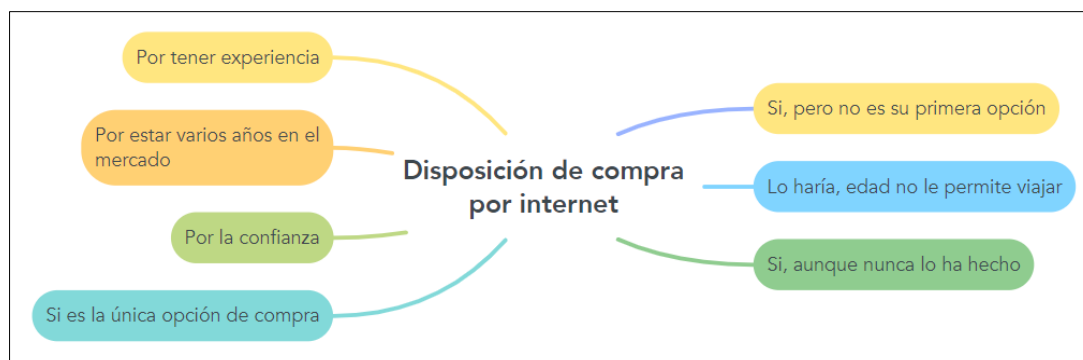 Por tener experiencia
Por estar varios años en el
mercado
Por la confianza
Si es la única opción de compra
Disposición de compra
por internet
Si, pero no es su primera opción
Lo haría, edad no le permite viajar
Si, aunque nunca lo ha hecho